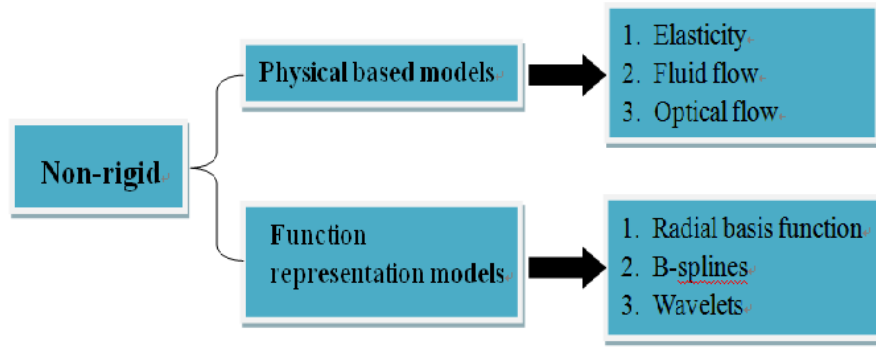 Non-rigid
Physical based models
1. Elasticity
2. Fluid flow
3. Optical flow
Function
representation models
1. Radial basis function
2. B-splines
3. Wavelets